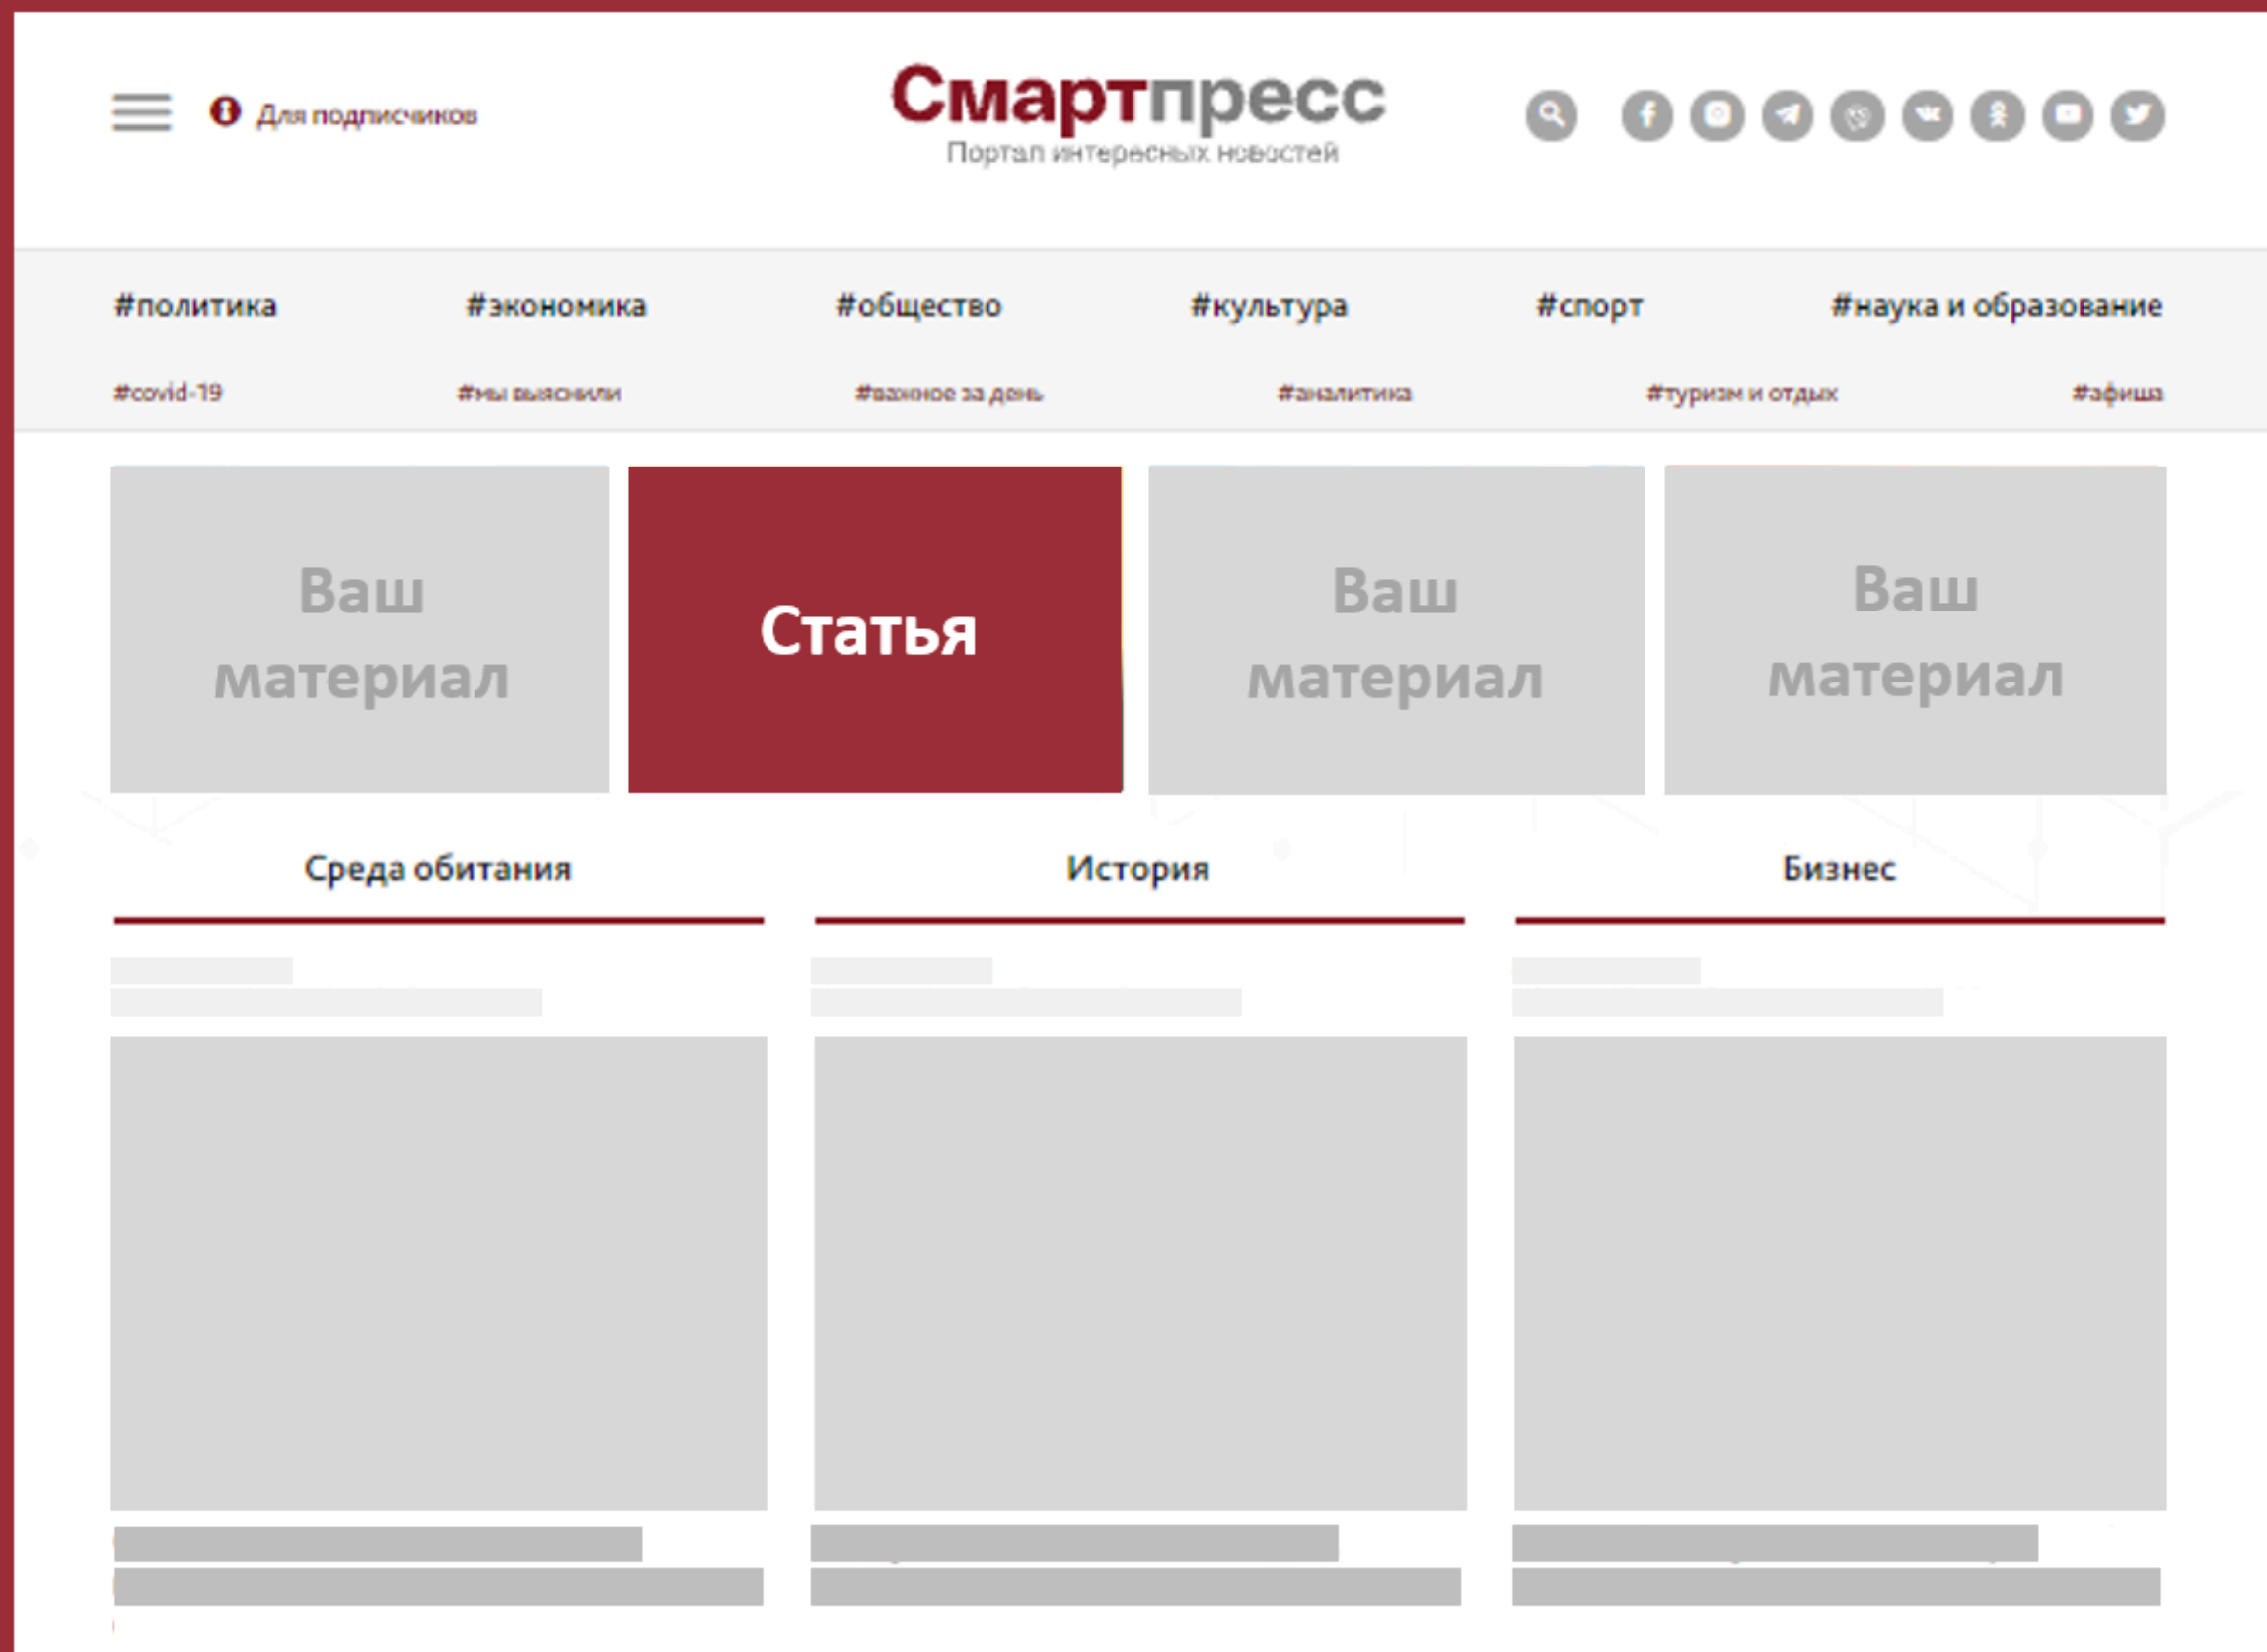 Для подписчиков
Смартпресс
Портал интересных новостей
#политика #экономика #общество #культура #спорт #наука и образование
#covid-19 #мы выяснили #важное за день #аналитика #туризм и отдых #афиша
Ваш материал
Статья
Ваш материал
Ваш материал
Среда обитания История Бизнес